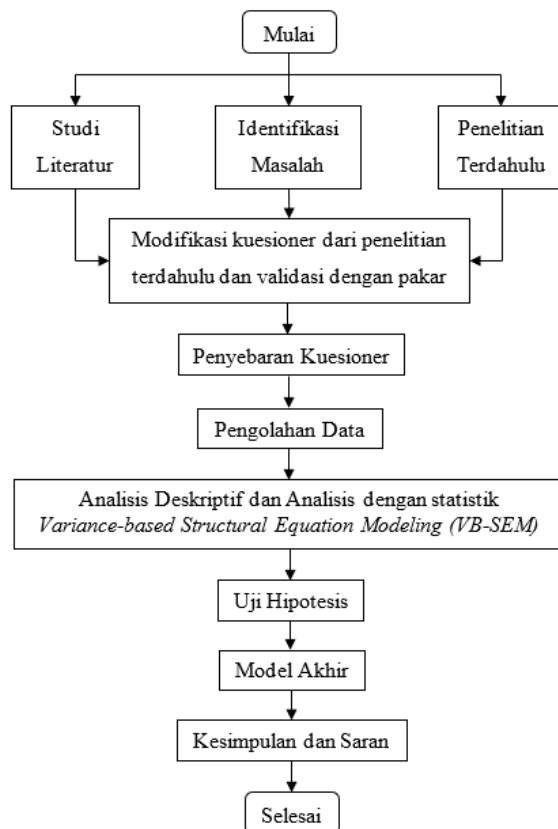 Mulai
Studi
Literatur
Identifikasi
Masalah
Penelitian
Terdahulu
Modifikasi kuesioner dari penelitian
terdahulu dan validasi dengan pakar
Penyebaran Kuesioner
Pengolahan Data
Analisis Deskriptif dan Analisis dengan statistik
Variance-based Structural Equation Modeling (VB-SEM)
Uji Hipotesis
Model Akhir
Kesimpulan dan Saran
Selesai